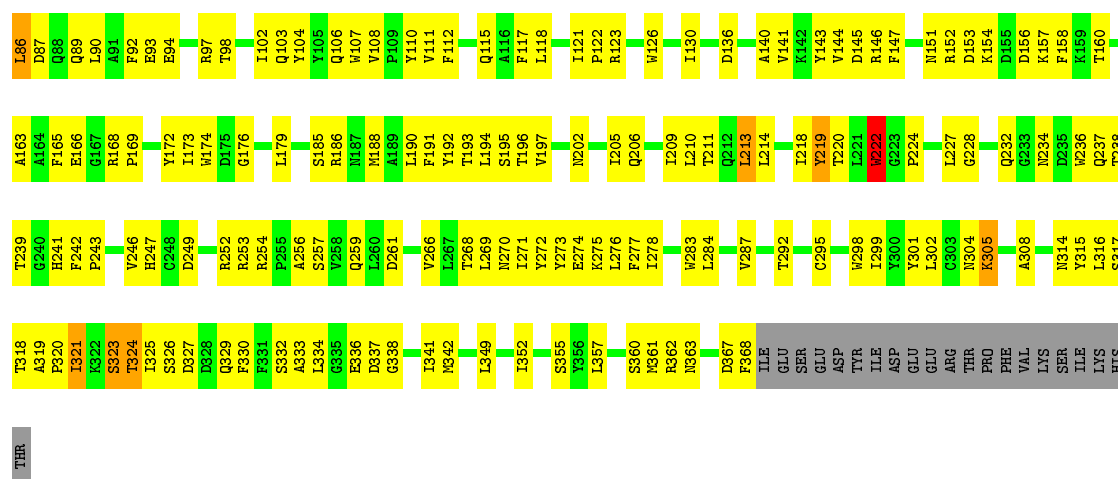 L86 D87 Q88 Q89 L90 A91 F92 E93 E94 R97 T98 I102 Q103 Y104 Y105 Q106 W107 V108 P109 Y110 V111 F112 Q115 A116 F117 L118 I121 P122 R123 W126 I130 D136 A140 V141 K142 Y143 V144 D145 R146 F147 N151 R152 D153 K154 D155 D156 K157 F158 K159 T160
A163 A164 F165 E166 G167 R168 P169 Y172 I173 W174 D175 G176 L179 S185 R186 N187 M188 A189 L190 F191 Y192 T193 L194 S195 T196 V197 N202 I205 Q206 I209 L210 T211 Q212 L213 L214 I218 Y219 T220 L221 W222 G223 P224 L227 G228 Q232 G233 N234 D235 W236 Q237 T238
T239 G240 H241 F242 P243 V246 H247 C248 D249 R252 R253 R254 P255 A256 S257 V258 Q259 L260 D261 V266 L267 T268 L269 N270 I271 Y272 Y273 E274 K275 L276 F277 I278 W283 L284 V287 T292 C295 W298 I299 Y300 Y301 L302 C303 N304 K305 A308 N314 Y315 L316 S317
T318 A319 P320 I321 K322 S323 T324 I325 S326 D327 D328 Q329 F330 F331 S332 A333 L334 G335 E336 D337 G338 I341 M342 L349 I352 S355 Y356 L357 S360 M361 R362 N363 D367 F368 ILE GLU SER GLU ASP TYR ILE ASP GLU GLU ARG THR PRO PHE VAL LYS SER ILE LYS HIS
THR